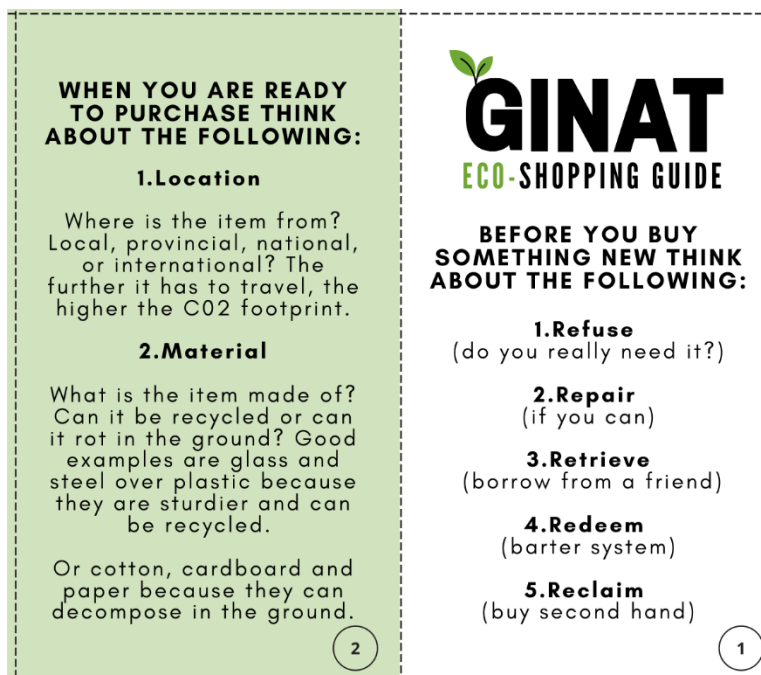 WHEN YOU ARE READY
TO PURCHASE THINK
ABOUT THE FOLLOWING:
1.Location
Where is the item from?
Local, provincial, national,
or international? The
further it has to travel, the
higher the C02 footprint.
2.Material
What is the item made of?
Can it be recycled or can
it rot in the ground? Good
examples are glass and
steel over plastic because
they are sturdier and can
be recycled.
Or cotton, cardboard and
paper because they can
decompose in the ground.
2
GINAT
ECO-SHOPPING GUIDE
BEFORE YOU BUY
SOMETHING NEW THINK
ABOUT THE FOLLOWING:
1.Refuse
(do you really need it?)
2.Repair
(if you can)
3.Retrieve
(borrow from a friend)
4.Redeem
(barter system)
5.Reclaim
(buy second hand)
1